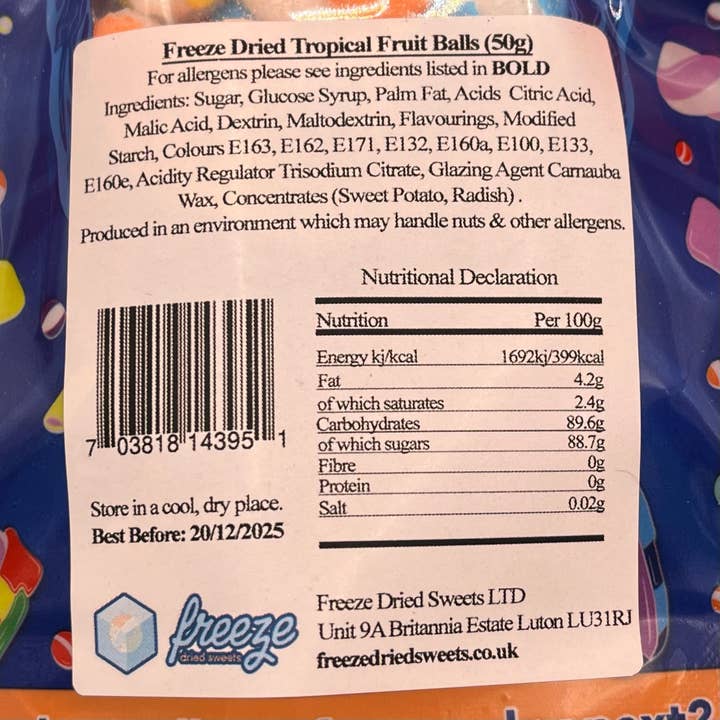 Freeze Dried Tropical Fruit Balls (50g)
For allergens please see ingredients listed in BOLD
Ingredients: Sugar, Glucose Syrup, Palm Fat, Acids Citric Acid,
Malic Acid, Dextrin, Maltodextrin, Flavourings, Modified
Starch, Colours E163, E162, E171, E132, E160a, E100, E133,
E160e, Acidity Regulator Trisodium Citrate, Glazing Agent Carnauba
Wax, Concentrates (Sweet Potato, Radish).
Produced in an environment which may handle nuts & other allergens.
Nutritional Declaration
Nutrition Per 100g
Energy kj/kcal 1692kj/399kcal
Fat 4.2g
of which saturates 2.4g
Carbohydrates 89.6g
of which sugars 88.7g
Fibre 0g
Protein 0g
Salt 0.02g
7 03818 14395 1
Store in a cool, dry place.
Best Before: 20/12/2025
freeze
dried sweets
Freeze Dried Sweets LTD
Unit 9A Britannia Estate Luton LU31RJ
freezedriedsweets.co.uk